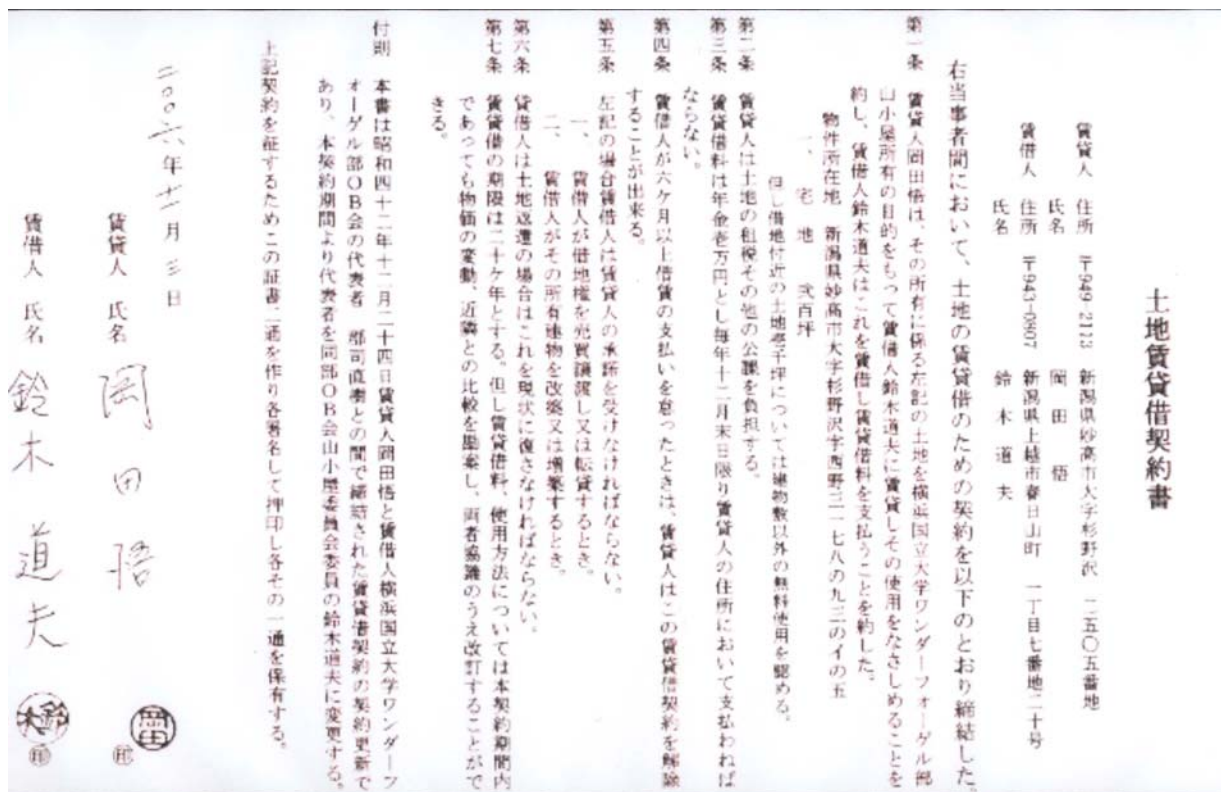 土地賃貸借契約書
賃貸人 住所 〒949-2113 新潟県妙高市大字杉野沢 二五〇五番地
氏名 岡田 悟
賃借人 住所 〒943-0807 新潟県上越市春日山町 一丁目七番地二十号
氏名 鈴木道夫
右当事者間において、土地の賃貸借のための契約を以下のとおり締結した。
第一条 賃貸人岡田悟は、その所有に係る左記の土地を横浜国立大学ワンダーフォーゲル部
山小屋所有の目的をもって賃借人鈴木道夫に賃貸しその使用をなさしめることを
約し、賃借人鈴木道夫はこれを賃借し賃貸借料を支払うことを約した。
物件所在地 新潟県妙高市大字杉野沢字西野三一七八の九三のイの五
一、宅地 弐百坪
但し借地付近の土地壱千坪については建物敷以外の無料使用を認める。
第二条 賃貸人は土地の租税その他の公課を負担する。
第三条 賃貸借料は年金壱万円とし毎年十二月末日限り賃貸人の住所において支払わねば
ならない。
第四条 賃借人が六ケ月以上借賃の支払いを怠ったときは、賃貸人はこの賃貸借契約を解除
することが出来る。
第五条 左記の場合賃借人は賃貸人の承諾を受けなければならない。
一、賃借人が借地権を売買譲渡し又は転貸するとき。
二、賃借人がその所有建物を改築又は増築するとき。
第六条 賃借人は土地返還の場合はこれを現状に復さなければならない。
第七条 賃貸借の期限は二十ケ年とする。但し賃貸借料、使用方法については本契約期間内
であっても物価の変動、近隣との比較を勘案し、両者協議のうえ改訂することがで
きる。
付則 本書は昭和四十二年十二月二十四日賃貸人岡田悟と賃借人横浜国立大学ワンダーフ
ォーゲル部OB会の代表者 郡司直樹との間で締結された賃貸借契約の契約更新で
あり、本契約期間より代表者を同部OB会山小屋委員会委員の鈴木道夫に変更する。
上記契約を証するためこの証書二通を作り各署名して押印し各その一通を保有する。
二〇〇六年十二月三日
賃貸人 氏名 岡田悟 岡田 印
賃借人 氏名 鈴木道夫 鈴木 印